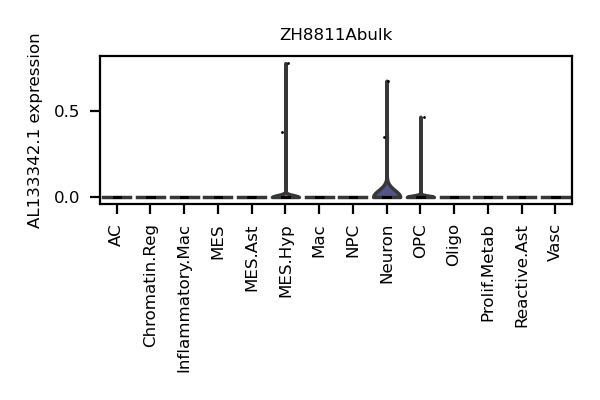 ZH8811Abulk
AL133342.1 expression
0.5
0.0
AC
Chromatin.Reg
Inflammatory.Mac
MES
MES.Ast
MES.Hyp
Mac
NPC
Neuron
OPC
Oligo
Prolif.Metab
Reactive.Ast
Vasc